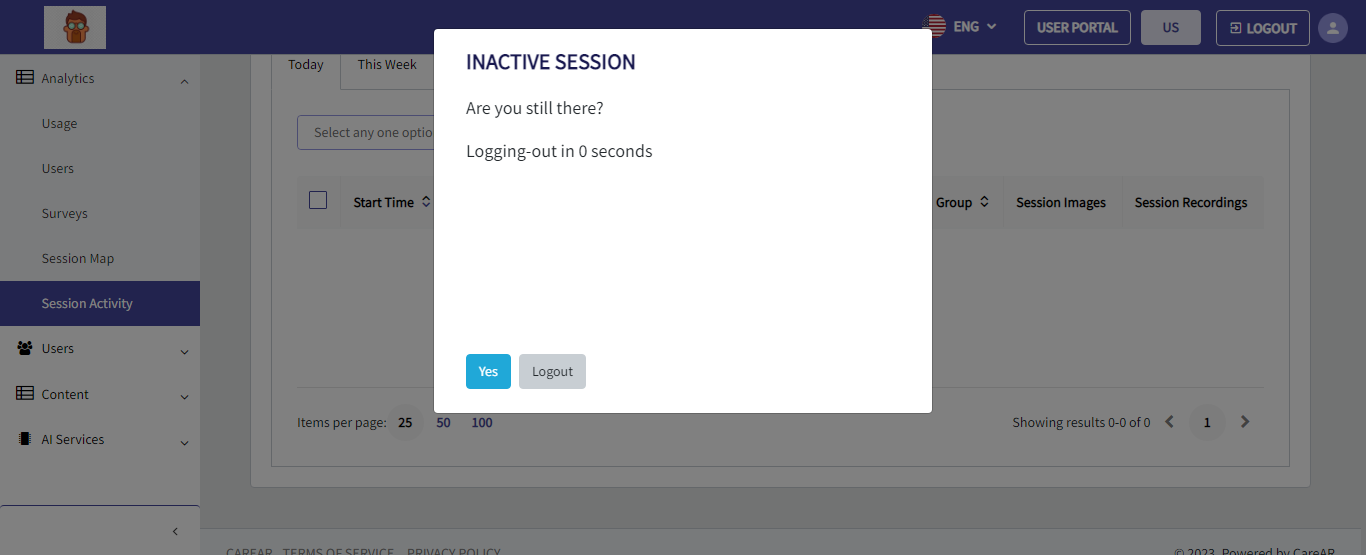 ENG
USER PORTAL
US
LOGOUT
Analytics
Usage
Users
Surveys
Session Map
Session Activity
Users
Content
AI Services
Today
This Week
Select any one optio
Start Time
Group
Session Images
Session Recordings
INACTIVE SESSION
Are you still there?
Logging-out in 0 seconds
Yes
Logout
Items per page: 25 50 100
Showing results 0-0 of 0
1
CAREAR TERMS OF SERVICE PRIVACY POLICY
© 2023, Powered by CareAR